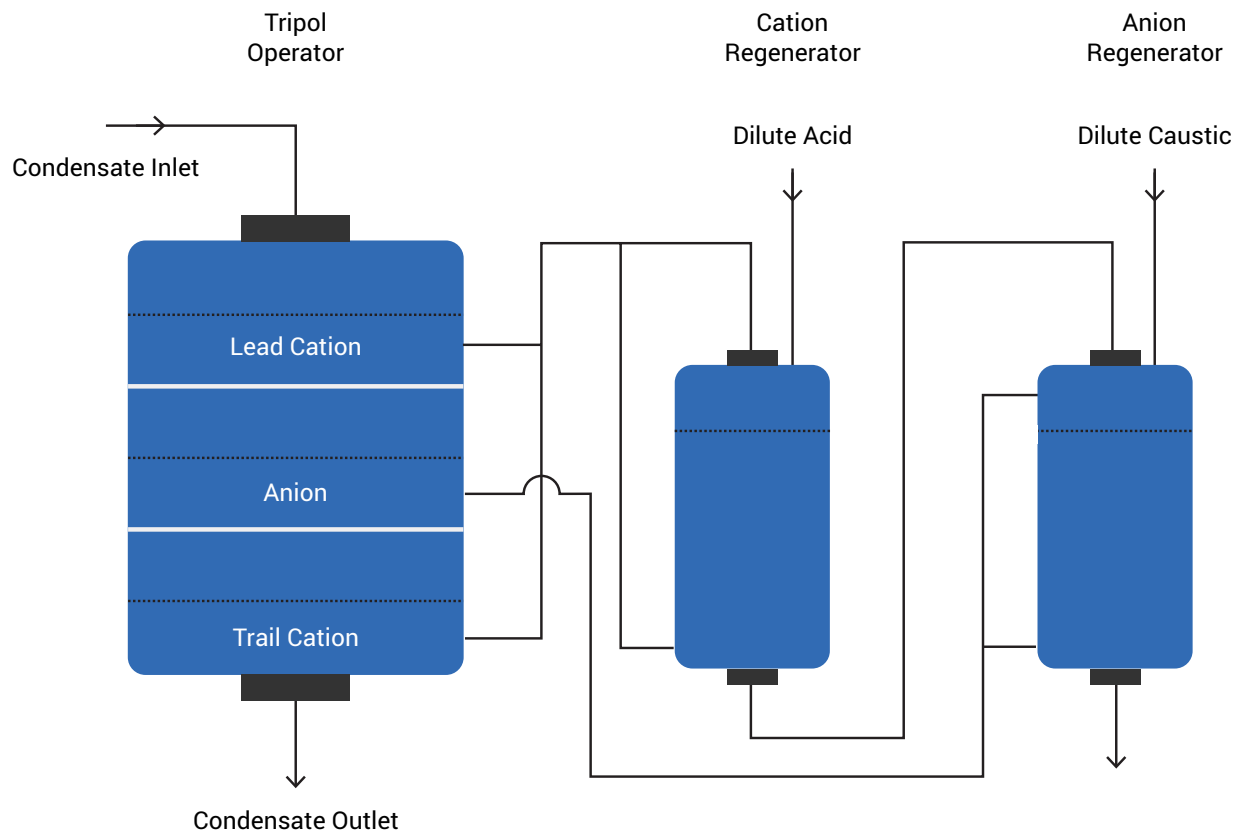 Tripol
Operator
Cation
Regenerator
Anion
Regenerator
Condensate Inlet
Dilute Acid
Dilute Caustic
Lead Cation
Anion
Trail Cation
Condensate Outlet